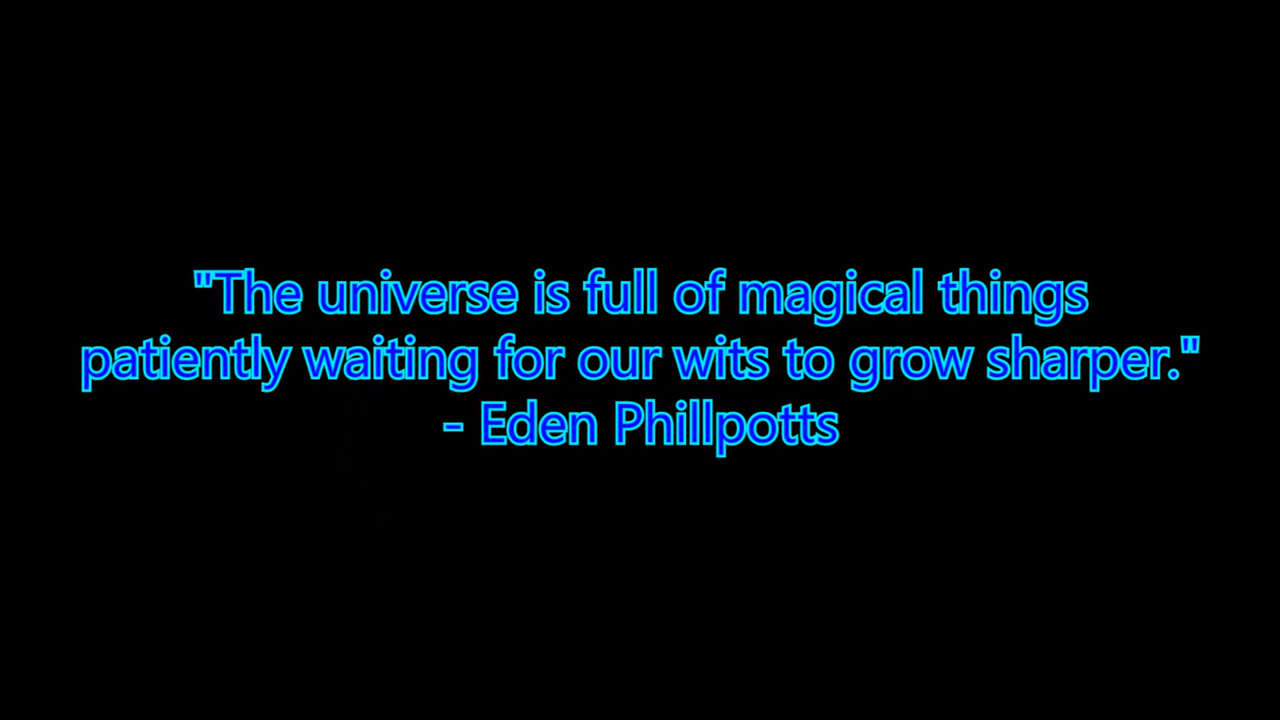 "The universe is full of magical things
patiently waiting for our wits to grow sharper."
- Eden Phillpotts